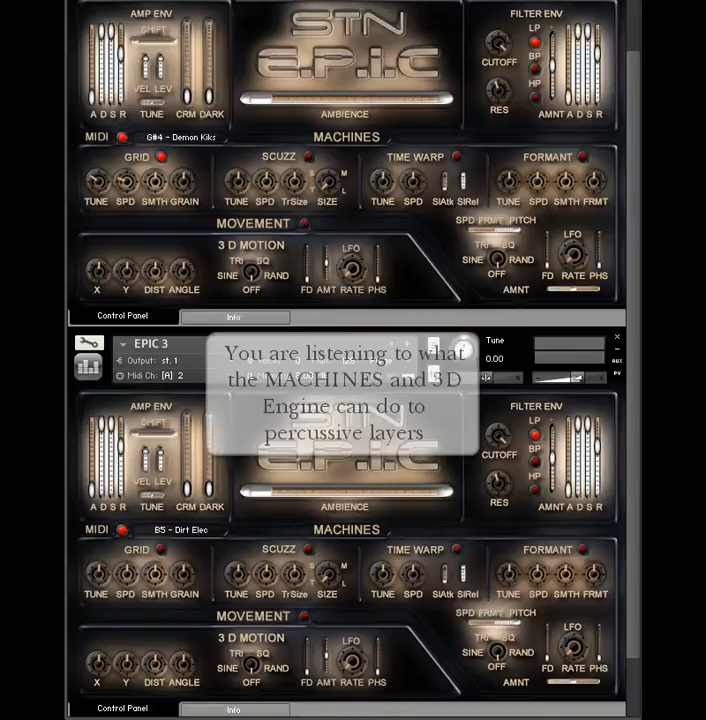 AMP ENV
SHIFT
VEL LEV
A D S R
TUNE
CRM DARK
STN
E.P.I.C
AMBIENCE
FILTER ENV
LP
BP
HP
CUTOFF
RES
AMNT A D S R
MIDI
G#4 - Demon Kiks
MACHINES
GRID
SCUZZ
TIME WARP
FORMANT
TUNE SPD SMTH GRAIN
TUNE SPD TrSize SIZE
S M
T L
TUNE SPD StAtk StRel
TUNE SPD SMTH FRMT
MOVEMENT
3 D MOTION
TRI SQ
SINE RAND
OFF
X Y DIST ANGLE
LFO
FD AMT RATE PHS
SPD FRMT PITCH
TRI SQ
SINE RAND
OFF
LFO
FD RATE PHS
AMNT
Control Panel
Info
EPIC 3
Output: st. 1
Midi Ch: [A] 2
Tune
0.00
AUX
PV
You are listening to what
the MACHINES and 3D
Engine can do to
percussive layers
AMP ENV
SHIFT
VEL LEV
A D S R
TUNE
CRM DARK
STN
E.P.I.C
AMBIENCE
FILTER ENV
LP
BP
HP
CUTOFF
RES
AMNT A D S R
MIDI
B5 - Dirt Elec
MACHINES
GRID
SCUZZ
TIME WARP
FORMANT
TUNE SPD SMTH GRAIN
TUNE SPD TrSize SIZE
S M
T L
TUNE SPD StAtk StRel
TUNE SPD SMTH FRMT
MOVEMENT
3 D MOTION
TRI SQ
SINE RAND
OFF
X Y DIST ANGLE
LFO
FD AMT RATE PHS
SPD FRMT PITCH
TRI SQ
SINE RAND
OFF
LFO
FD RATE PHS
AMNT
Control Panel
Info